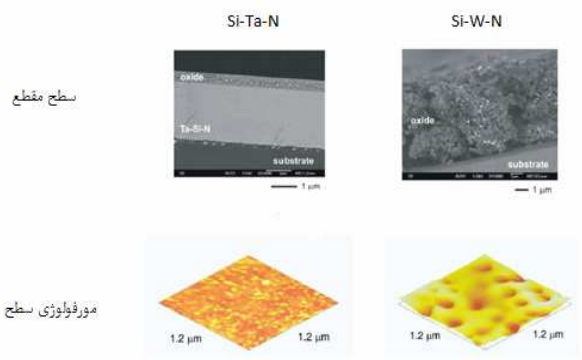 Si-Ta-N
Si-W-N
سطح مقطع
oxide
Ta-Si-N
substrate
1 μm
oxide
substrate
1 μm
مورفولوژی سطح
1.2 μm
1.2 μm
1.2 μm
1.2 μm